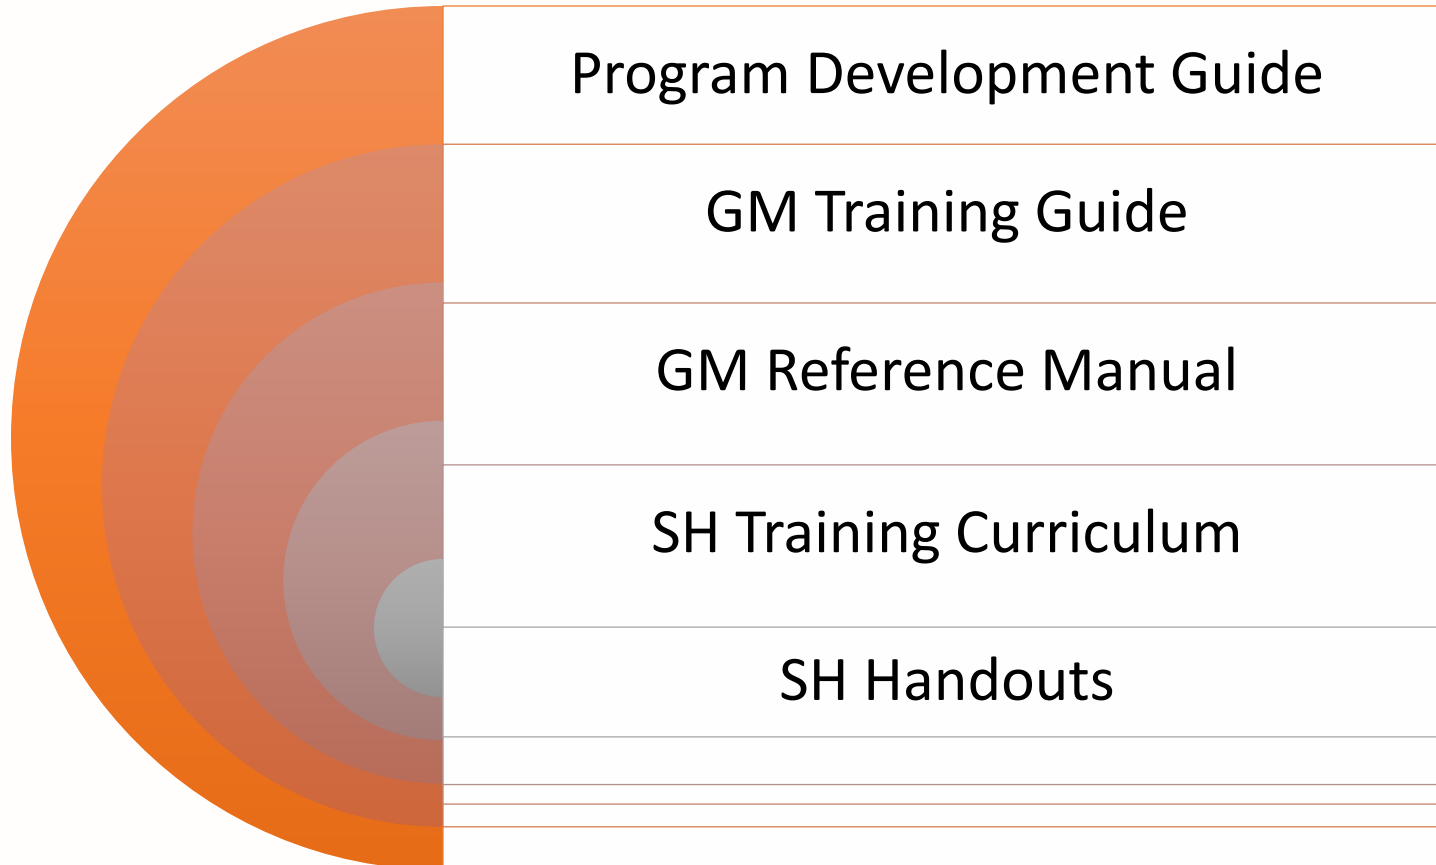 Program Development Guide
GM Training Guide
GM Reference Manual
SH Training Curriculum
SH Handouts